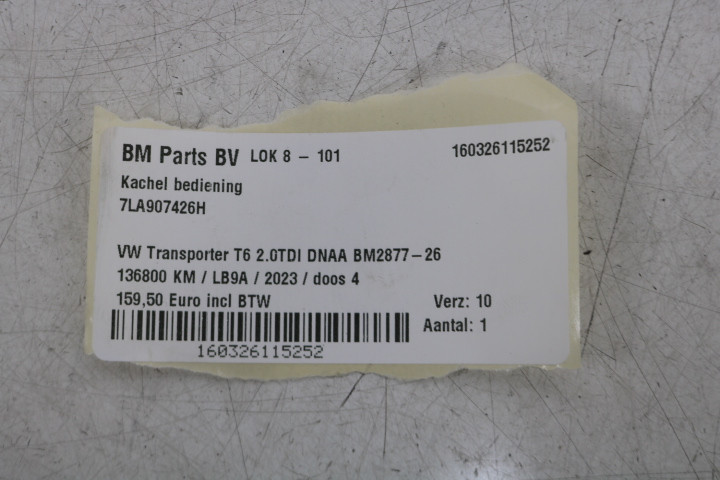 BM Parts BV LOK 8 - 101 160326115252
Kachel bediening
7LA907426H
VW Transporter T6 2.0TDI DNAA BM2877-26
136800 KM / LB9A / 2023 / doos 4
159,50 Euro incl BTW Verz: 10
Aantal: 1
160326115252